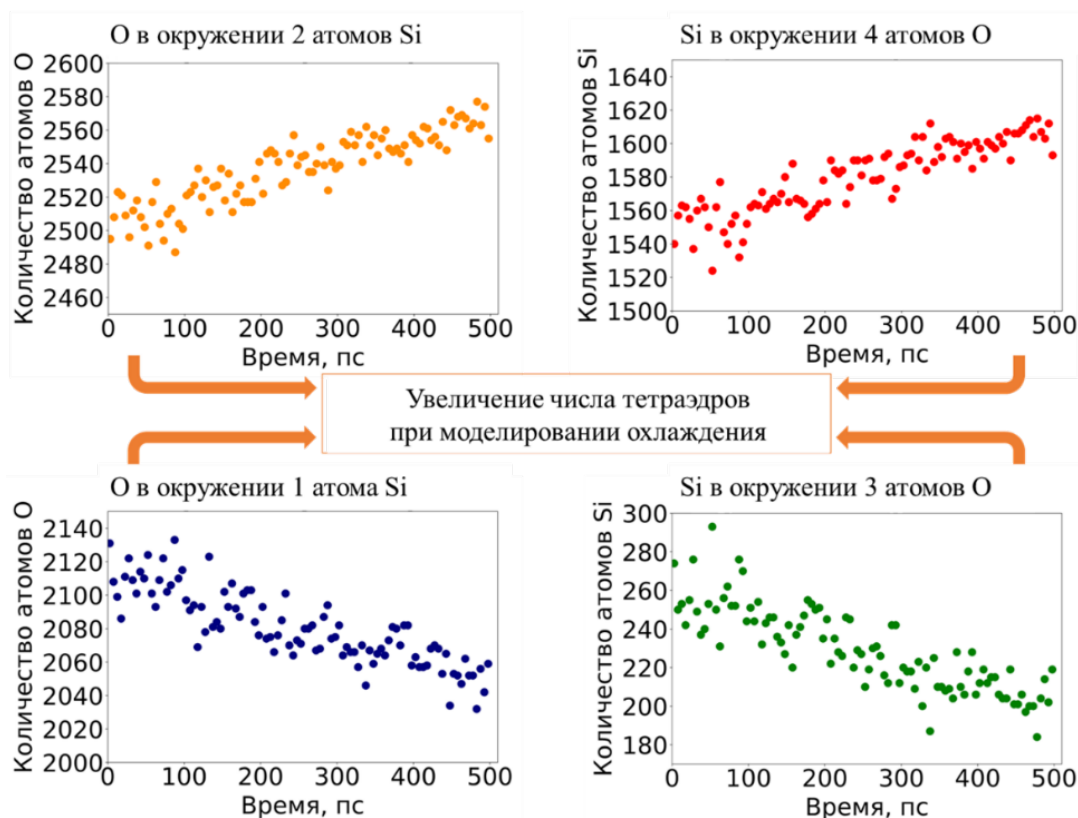 О в окружении 2 атомов Si
Количество атомов О
2600
2580
2560
2540
2520
2500
2480
2460
0 100 200 300 400 500
Время, пс
Si в окружении 4 атомов О
Количество атомов Si
1640
1620
1600
1580
1560
1540
1520
1500
0 100 200 300 400 500
Время, пс
Увеличение числа тетраэдров
при моделировании охлаждения
О в окружении 1 атома Si
Количество атомов О
2140
2120
2100
2080
2060
2040
2020
2000
0 100 200 300 400 500
Время, пс
Si в окружении 3 атомов О
Количество атомов Si
300
280
260
240
220
200
180
0 100 200 300 400 500
Время, пс